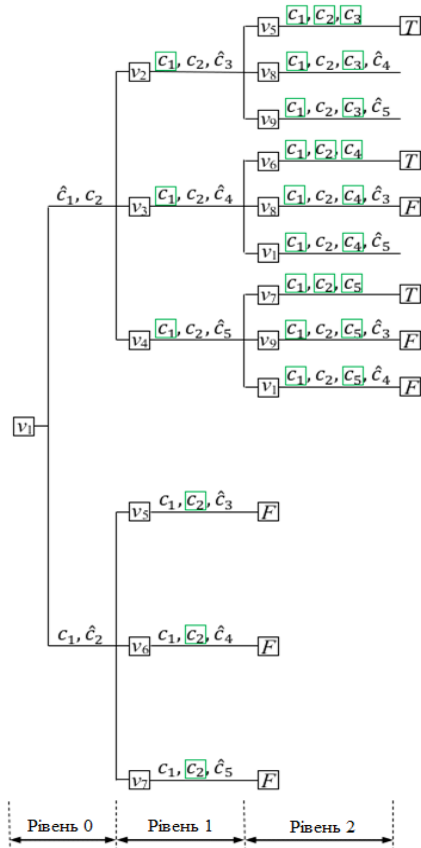 v₅ c₁, c₂, c₃ T
v₂ c₁, c₂, ĉ₃ v₈ c₁, c₂, c₃, ĉ₄
v₉ c₁, c₂, c₃, ĉ₅
v₆ c₁, c₂, c₄ T
ĉ₁, c₂ v₃ c₁, c₂, ĉ₄ v₈ c₁, c₂, c₄, ĉ₃ F
v₁ c₁, c₂, c₄, ĉ₅
v₇ c₁, c₂, c₅ T
v₄ c₁, c₂, ĉ₅ v₉ c₁, c₂, c₅, ĉ₃ F
v₁ c₁, c₂, c₅, ĉ₄ F
v₁
v₅ c₁, c₂, ĉ₃ F
c₁, ĉ₂ v₆ c₁, c₂, ĉ₄ F
v₇ c₁, c₂, ĉ₅ F
Рівень 0 Рівень 1 Рівень 2